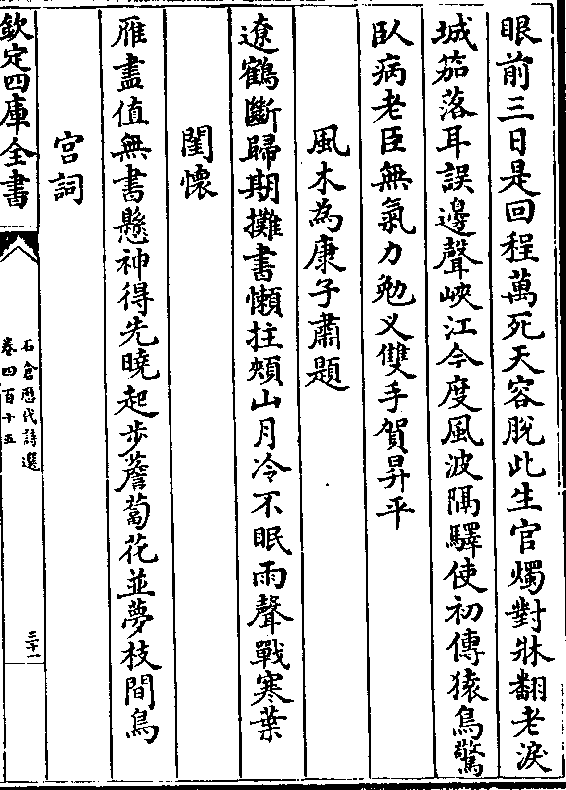 眼前三日是回程萬死天容脫此生官燭對牀翻老淚
城笳落耳誤邊聲峽江今度風波隔驛使初傳猿鳥驚
臥病老臣無氣力勉义雙手賀昇平
風木為康子肅題
遼鶴斷歸期攤書懶拄頰山月冷不眠雨聲戰寒葉
閨懷
雁盡值無書懸神得先曉起步薝蔔花並夢枝間鳥
宮詞
欽定四庫全書
石倉歷代詩選
卷四百十五
三十一